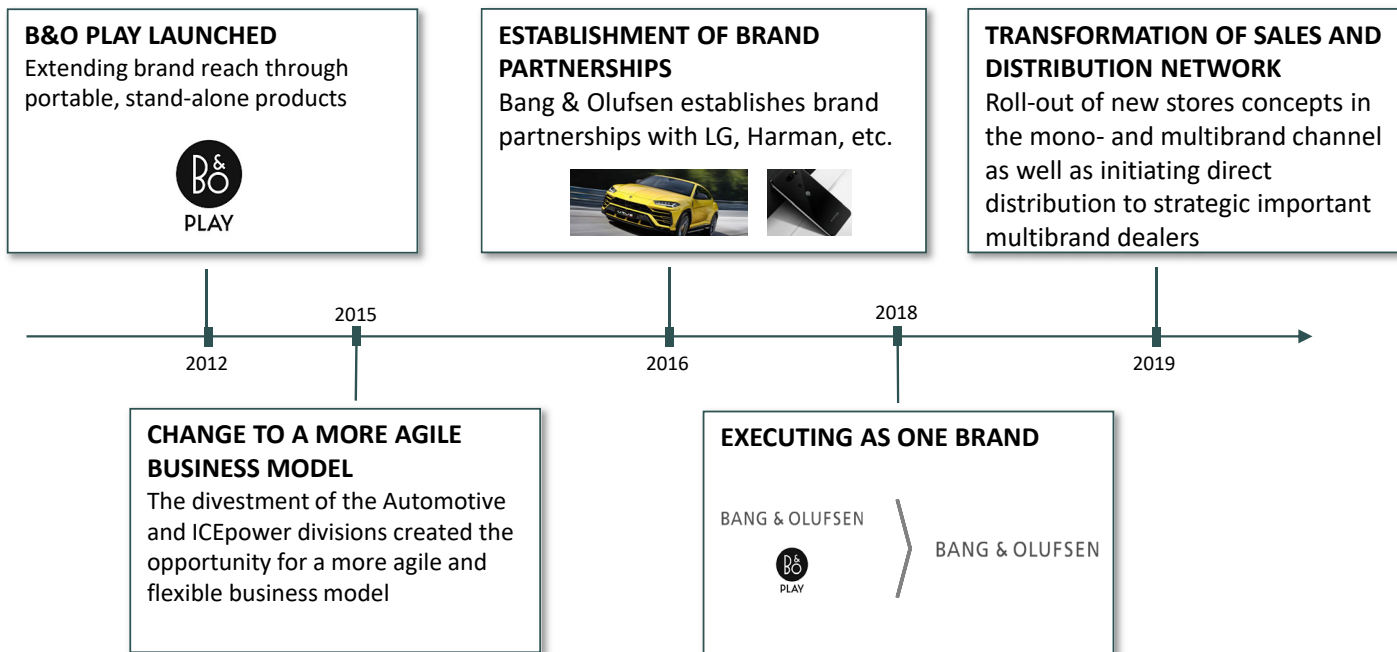 B&O PLAY LAUNCHED
Extending brand reach through
portable, stand-alone products
B&O
PLAY
ESTABLISHMENT OF BRAND
PARTNERSHIPS
Bang & Olufsen establishes brand
partnerships with LG, Harman, etc.
TRANSFORMATION OF SALES AND
DISTRIBUTION NETWORK
Roll-out of new stores concepts in
the mono- and multibrand channel
as well as initiating direct
distribution to strategic important
multibrand dealers
2015
2018
2012
2016
2019
CHANGE TO A MORE AGILE
BUSINESS MODEL
The divestment of the Automotive
and ICEpower divisions created the
opportunity for a more agile and
flexible business model
EXECUTING AS ONE BRAND
BANG & OLUFSEN
B&O
PLAY
BANG & OLUFSEN